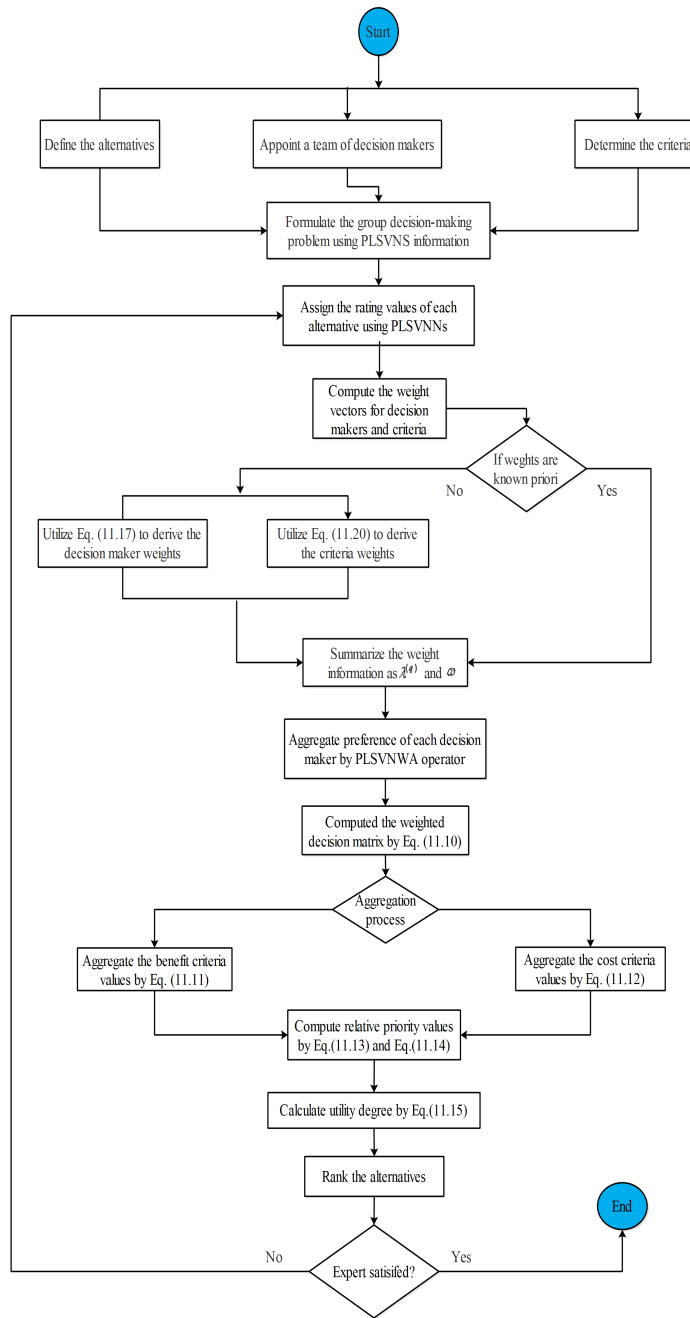 Start
Define the alternatives
Appoint a team of decision makers
Determine the criteria
Formulate the group decision-making
problem using PLSVNS information
Assign the rating values of each
alternative using PLSVNNs
Compute the weight
vectors for decision
makers and criteria
If weghts are
known priori
No
Yes
Utilize Eq. (11.17) to derive the
decision maker weights
Utilize Eq. (11.20) to derive
the criteria weights
Summarize the weight
information as λ^(q) and ϖ
Aggregate preference of each decision
maker by PLSVNWA operator
Computed the weighted
decision matrix by Eq. (11.10)
Aggregation
process
Aggregate the benefit criteria
values by Eq. (11.11)
Aggregate the cost criteria
values by Eq. (11.12)
Compute relative priority values
by Eq.(11.13) and Eq.(11.14)
Calculate utility degree by Eq.(11.15)
Rank the alternatives
End
No
Yes
Expert satisifed?